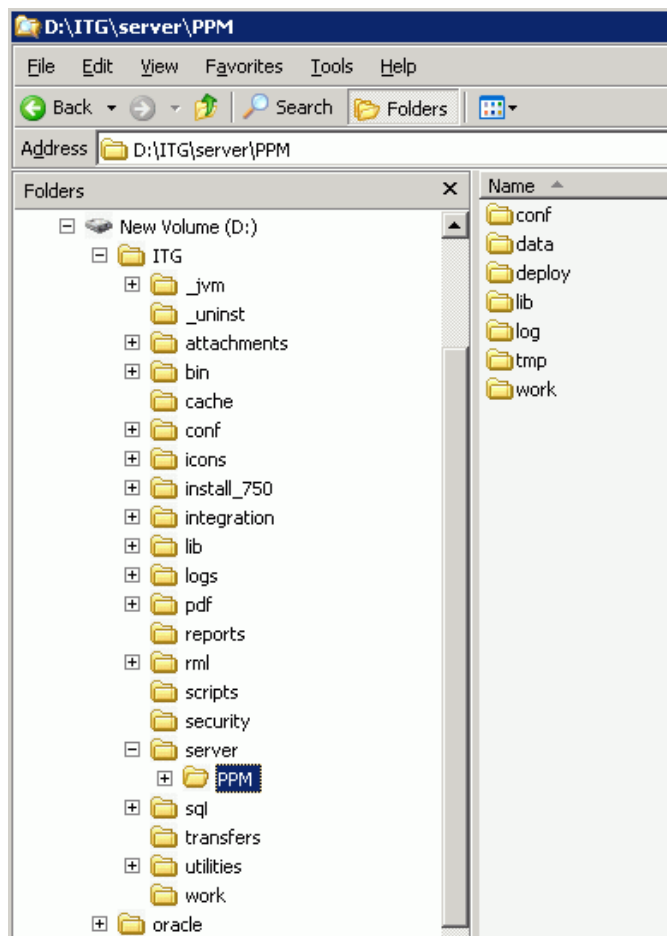 D:\ITG\server\PPM
File Edit View Favorites Tools Help
Back Search Folders
Address D:\ITG\server\PPM
Folders
New Volume (D:)
ITG
_jvm
_uninst
attachments
bin
cache
conf
icons
install_750
integration
lib
logs
pdf
reports
rml
scripts
security
server
PPM
sql
transfers
utilities
work
oracle
Name
conf
data
deploy
lib
log
tmp
work